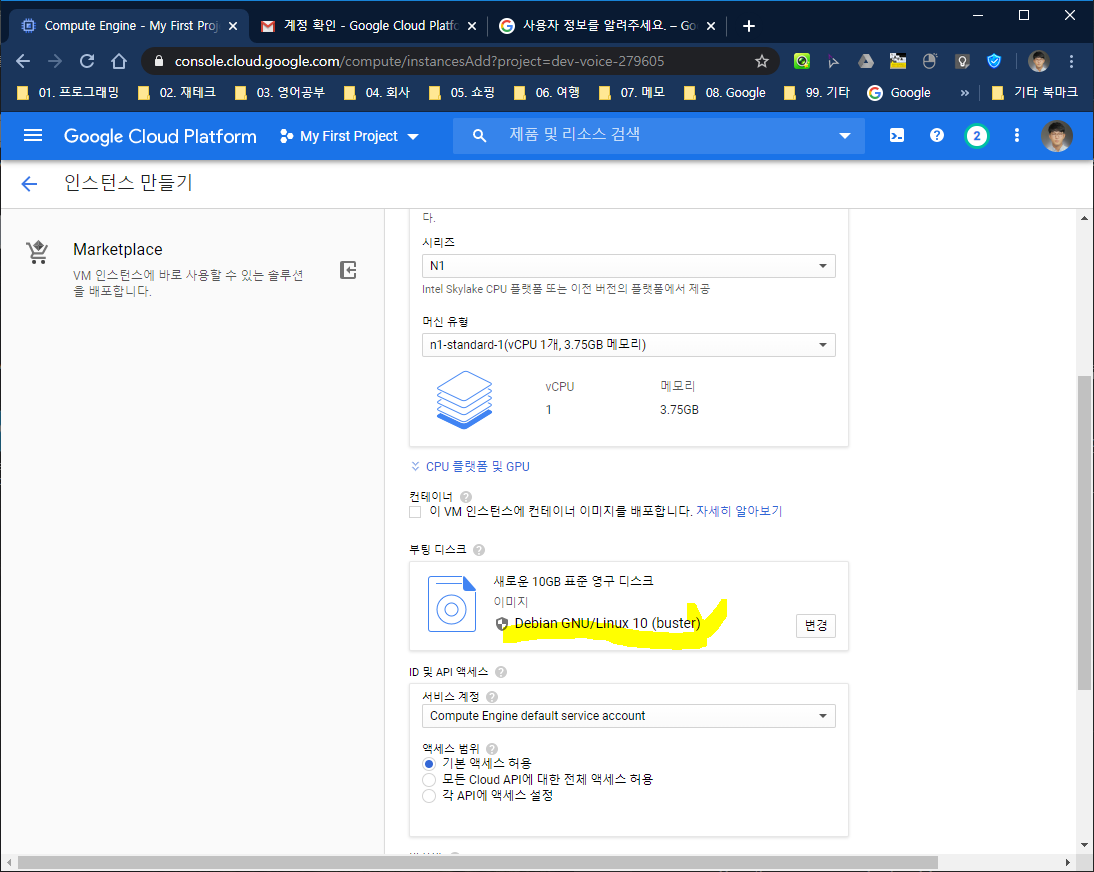 Compute Engine - My First Proj
계정 확인 - Google Cloud Platfo
사용자 정보를 알려주세요. – Go
console.cloud.google.com/compute/instancesAdd?project=dev-voice-279605
01. 프로그래밍
02. 재테크
03. 영어공부
04. 회사
05. 쇼핑
06. 여행
07. 메모
08. Google
99. 기타
Google
»
기타 북마크
Google Cloud Platform
My First Project
제품 및 리소스 검색
2
인스턴스 만들기
Marketplace
VM 인스턴스에 바로 사용할 수 있는 솔루션
을 배포합니다.
다.
시리즈
N1
Intel Skylake CPU 플랫폼 또는 이전 버전의 플랫폼에서 제공
머신 유형
n1-standard-1(vCPU 1개, 3.75GB 메모리)
vCPU
메모리
1
3.75GB
CPU 플랫폼 및 GPU
컨테이너
이 VM 인스턴스에 컨테이너 이미지를 배포합니다. 자세히 알아보기
부팅 디스크
새로운 10GB 표준 영구 디스크
이미지
Debian GNU/Linux 10 (buster)
변경
ID 및 API 액세스
서비스 계정
Compute Engine default service account
액세스 범위
기본 액세스 허용
모든 Cloud API에 대한 전체 액세스 허용
각 API에 액세스 설정